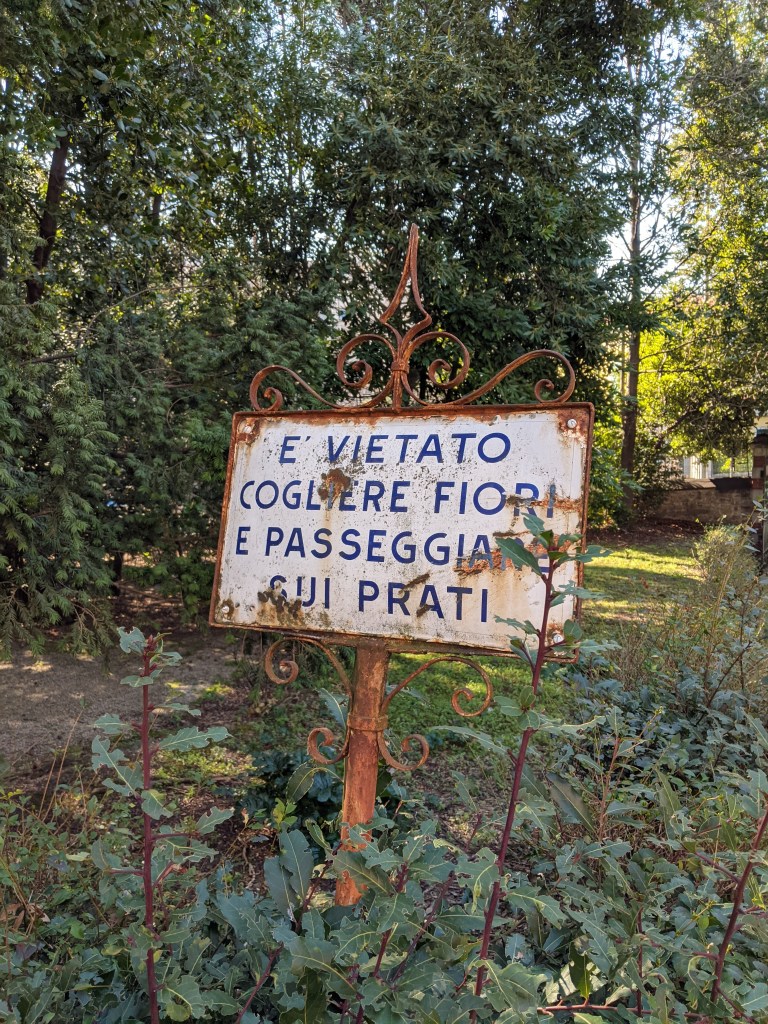 E' VIETATO
COGLIERE FIORI
E PASSEGGIARE
SUI PRATI